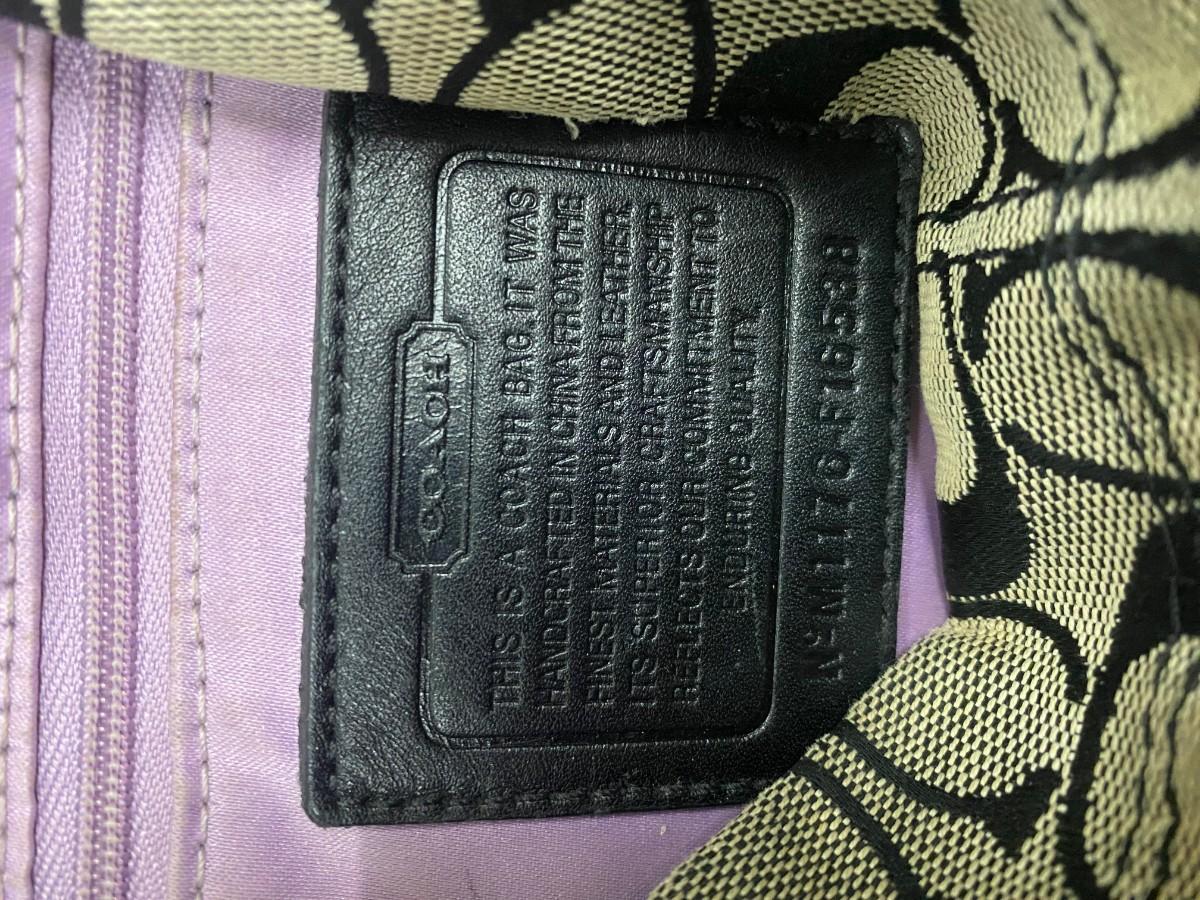 COACH
THIS IS A COACH BAG. IT WAS
HANDCRAFTED IN CHINA FROM THE
FINEST MATERIALS AND LEATHER
ITS SUPERIOR CRAFTSMANSHIP
REFLECTS OUR COMMITMENT TO
ENDURING QUALITY.
Nº M1170-F16538